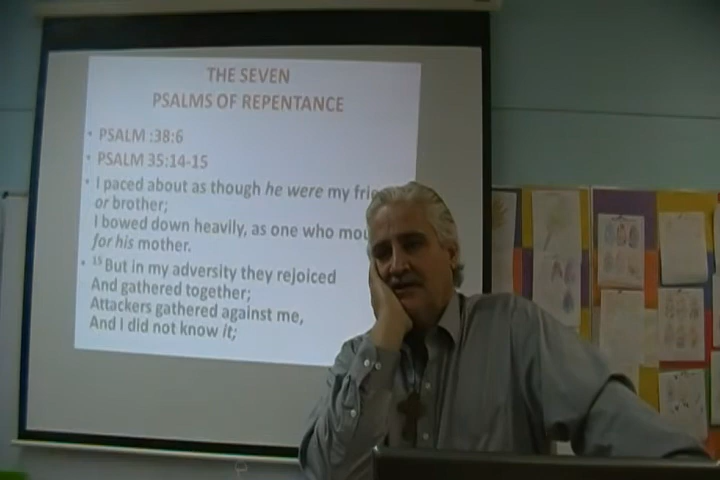 THE SEVEN
PSALMS OF REPENTANCE
• PSALM :38:6
• PSALM 35:14-15
• I paced about as though he were my
or brother;
I bowed down heavily, as one who
for his mother.
• 15 But in my adversity they rejoiced
And gathered together;
Attackers gathered against me,
And I did not know it;